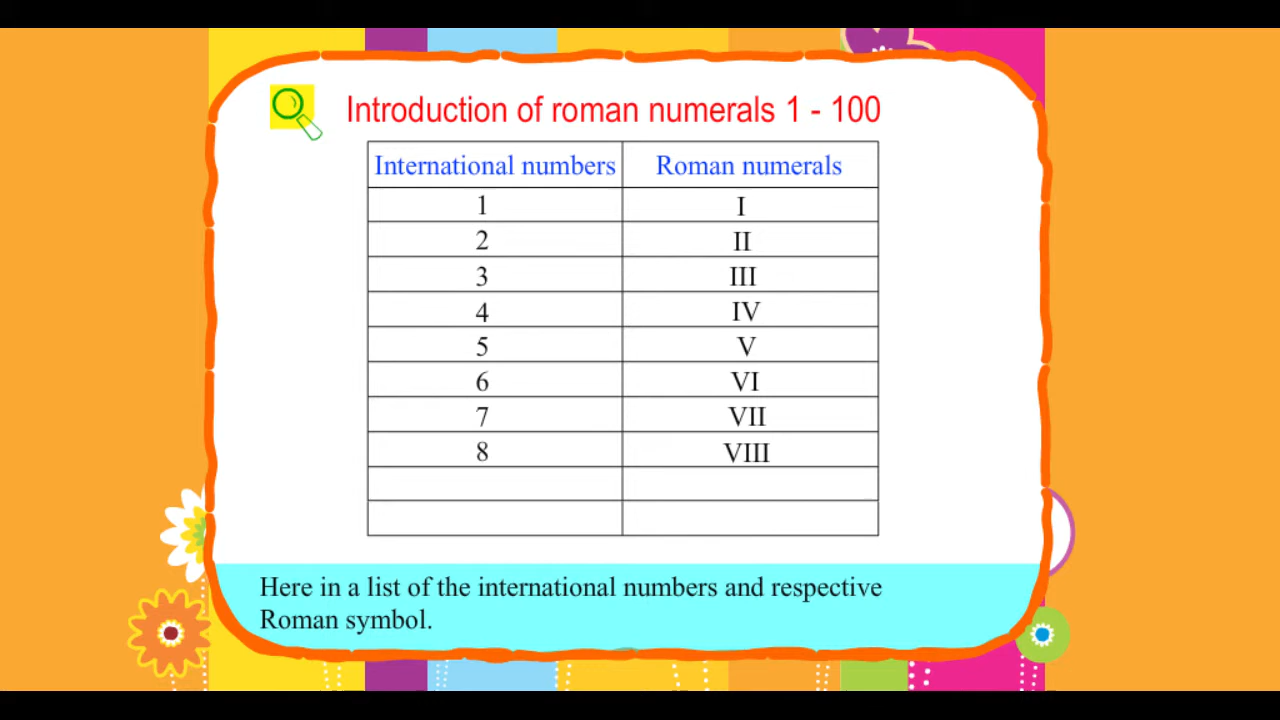 Introduction of roman numerals 1 - 100
International numbers Roman numerals
1 I
2 II
3 III
4 IV
5 V
6 VI
7 VII
8 VIII
Here in a list of the international numbers and respective
Roman symbol.